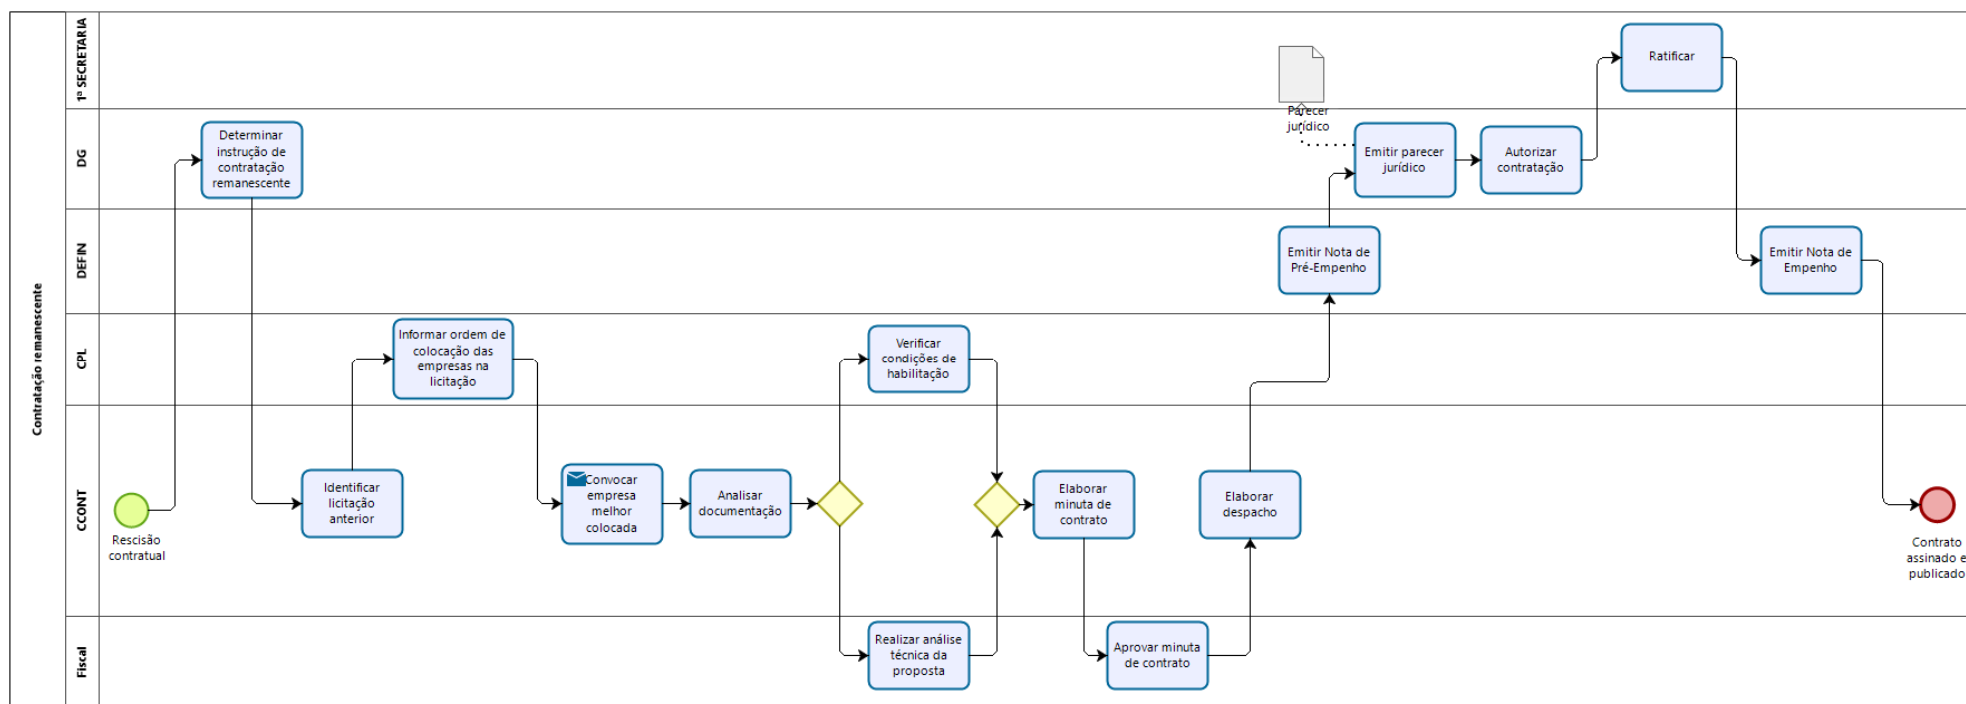 Contratação remanescente
1ª SECRETARIA
Ratificar
Parecer
jurídico
DG
Determinar
instrução de
contratação
remanescente
Emitir parecer
jurídico
Autorizar
contratação
DEFIN
Emitir Nota de
Pré-Empenho
Emitir Nota de
Empenho
CPL
Informar ordem de
colocação das
empresas na
licitação
Verificar
condições de
habilitação
CCONT
Rescisão
contratual
Identificar
licitação
anterior
Convocar
empresa
melhor
colocada
Analisar
documentação
Elaborar
minuta de
contrato
Elaborar
despacho
Contrato
assinado e
publicado
Fiscal
Realizar análise
técnica da
proposta
Aprovar minuta
de contrato